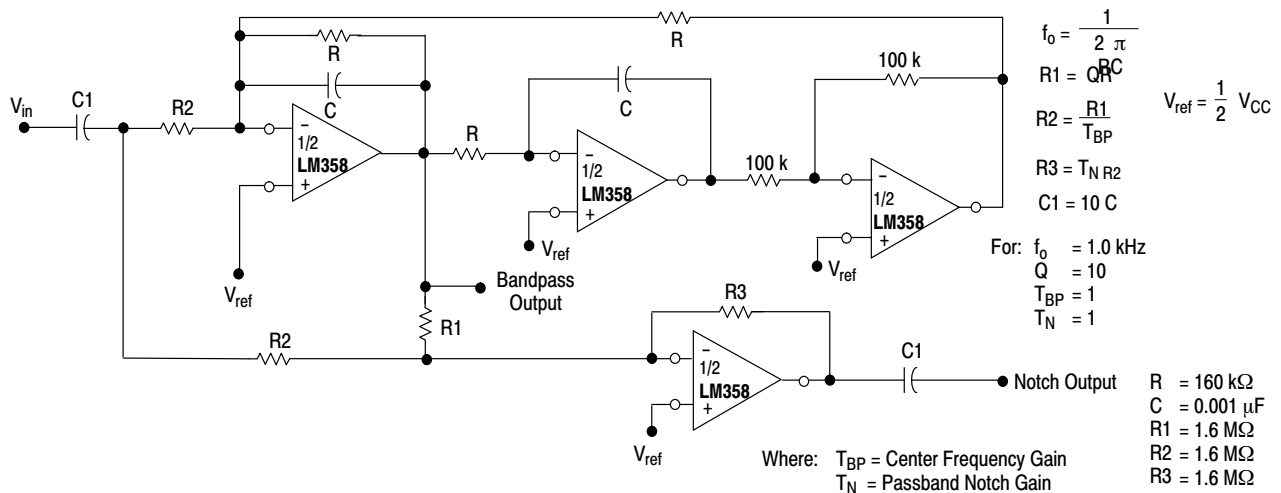 R
R
C
100 k
C
V_in
C1
R2
−
1/2
LM358
+
R
−
1/2
LM358
+
100 k
−
1/2
LM358
+
V_ref
V_ref
V_ref
Bandpass
Output
R1
R2
R3
−
1/2
LM358
+
V_ref
C1
Notch Output
f_o = 1
2 π
RC
R1 = QR
R2 = R1
T_BP
R3 = T_N R2
C1 = 10 C
V_ref = 1/2 V_CC
For: f_o = 1.0 kHz
Q = 10
T_BP = 1
T_N = 1
R = 160 kΩ
C = 0.001 μF
R1 = 1.6 MΩ
R2 = 1.6 MΩ
R3 = 1.6 MΩ
Where: T_BP = Center Frequency Gain
T_N = Passband Notch Gain